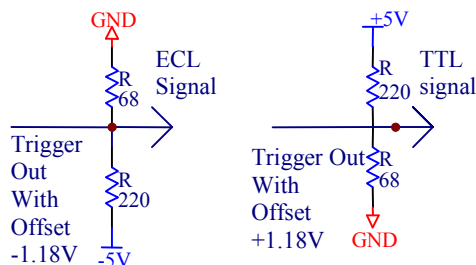 GND
R
68
ECL
Signal
Trigger
Out
With
Offset
-1.18V
R
220
-5V
+5V
R
220
TTL
signal
Trigger Out
With
Offset
+1.18V
R
68
GND